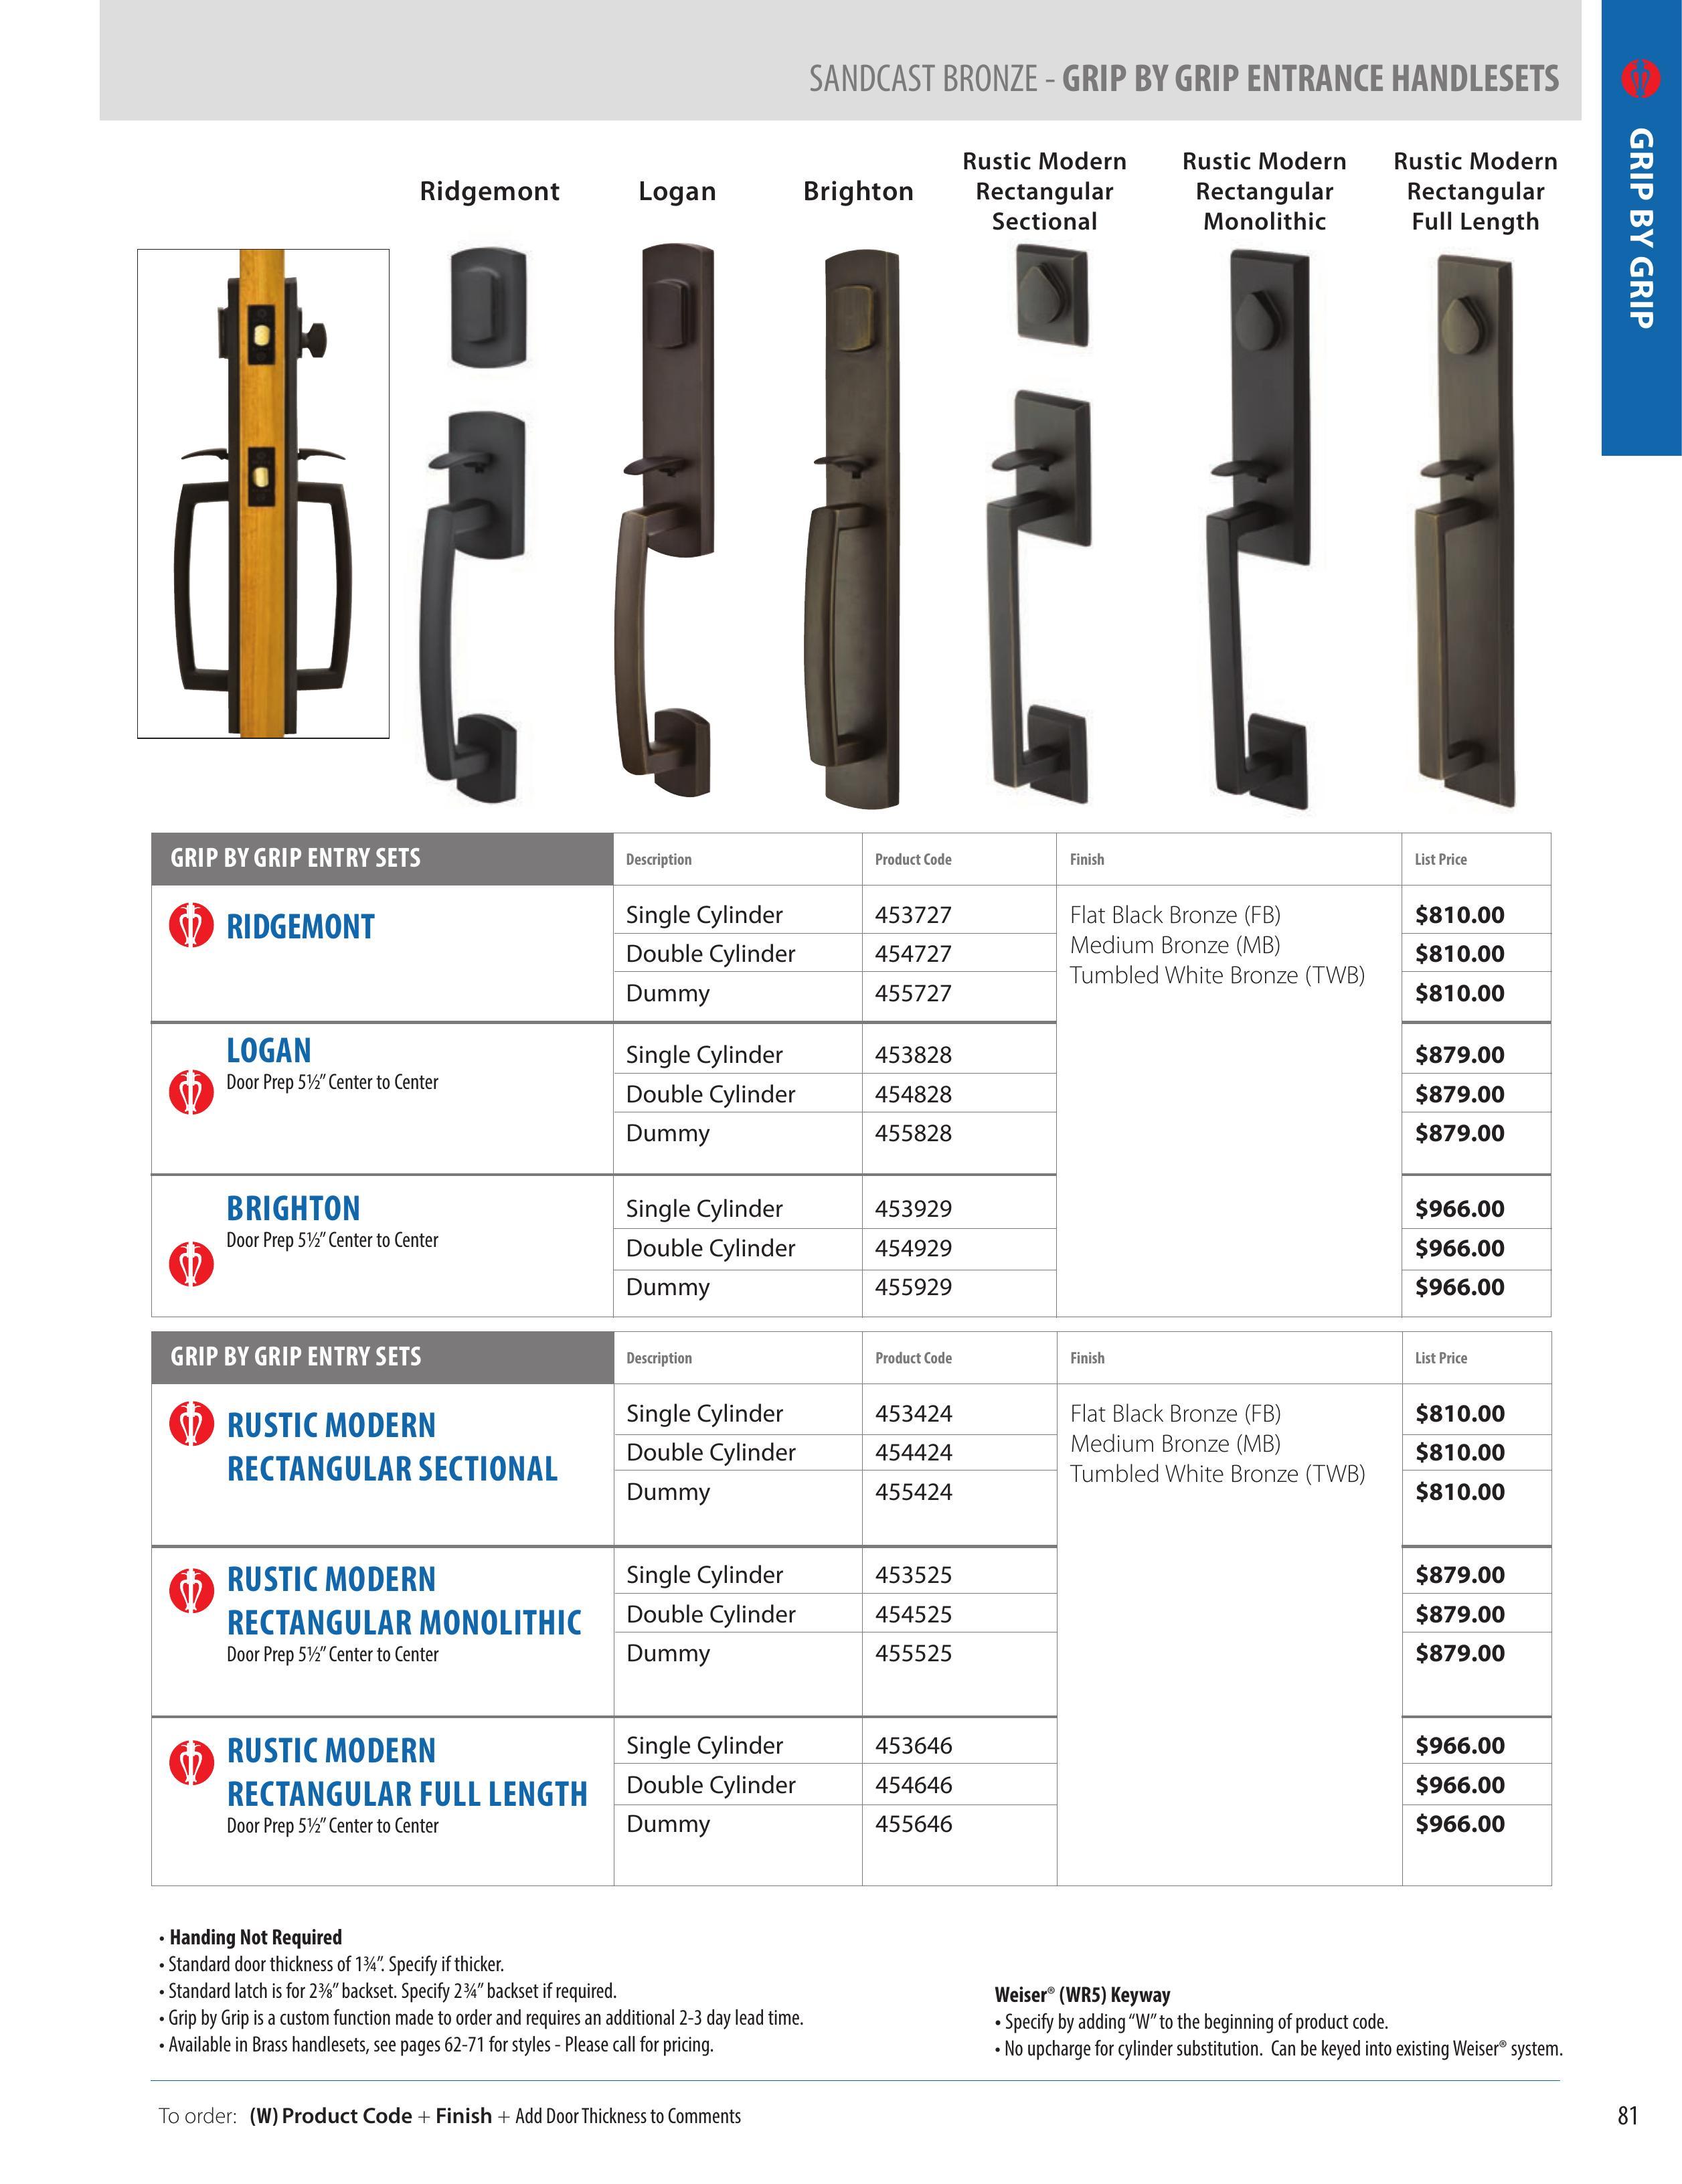 SANDCAST BRONZE - GRIP BY GRIP ENTRANCE HANDLESETS
GRIP BY GRIP
Ridgemont
Logan
Brighton
Rustic Modern
Rectangular
Sectional
Rustic Modern
Rectangular
Monolithic
Rustic Modern
Rectangular
Full Length
GRIP BY GRIP ENTRY SETS Description Product Code Finish List Price
RIDGEMONT
Single Cylinder 453727 Flat Black Bronze (FB) $810.00
Double Cylinder 454727 Medium Bronze (MB) $810.00
Dummy 455727 Tumbled White Bronze (TWB) $810.00
LOGAN
Door Prep 5½” Center to Center
Single Cylinder 453828 $879.00
Double Cylinder 454828 $879.00
Dummy 455828 $879.00
BRIGHTON
Door Prep 5½” Center to Center
Single Cylinder 453929 $966.00
Double Cylinder 454929 $966.00
Dummy 455929 $966.00
GRIP BY GRIP ENTRY SETS Description Product Code Finish List Price
RUSTIC MODERN
RECTANGULAR SECTIONAL
Single Cylinder 453424 Flat Black Bronze (FB) $810.00
Double Cylinder 454424 Medium Bronze (MB) $810.00
Dummy 455424 Tumbled White Bronze (TWB) $810.00
RUSTIC MODERN
RECTANGULAR MONOLITHIC
Door Prep 5½” Center to Center
Single Cylinder 453525 $879.00
Double Cylinder 454525 $879.00
Dummy 455525 $879.00
RUSTIC MODERN
RECTANGULAR FULL LENGTH
Door Prep 5½” Center to Center
Single Cylinder 453646 $966.00
Double Cylinder 454646 $966.00
Dummy 455646 $966.00
• Handing Not Required
• Standard door thickness of 1¾”. Specify if thicker.
• Standard latch is for 2⅜” backset. Specify 2¾” backset if required.
• Grip by Grip is a custom function made to order and requires an additional 2-3 day lead time.
• Available in Brass handlesets, see pages 62-71 for styles - Please call for pricing.
Weiser® (WR5) Keyway
• Specify by adding “W” to the beginning of product code.
• No upcharge for cylinder substitution. Can be keyed into existing Weiser® system.
To order: (W) Product Code + Finish + Add Door Thickness to Comments
81